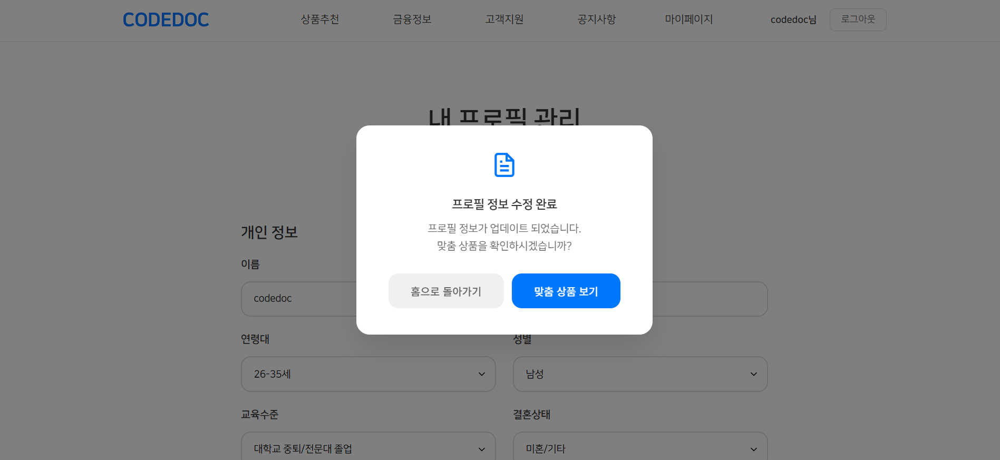 CODEDOC
상품추천
금융정보
고객지원
공지사항
마이페이지
codedoc님
로그아웃
내 프로필 관리
프로필 정보 수정 완료
프로필 정보가 업데이트 되었습니다.
맞춤 상품을 확인하시겠습니까?
홈으로 돌아가기
맞춤 상품 보기
개인 정보
이름
codedoc
연령대
성별
26-35세
남성
교육수준
결혼상태
대학교 중퇴/전문대 졸업
미혼/기타